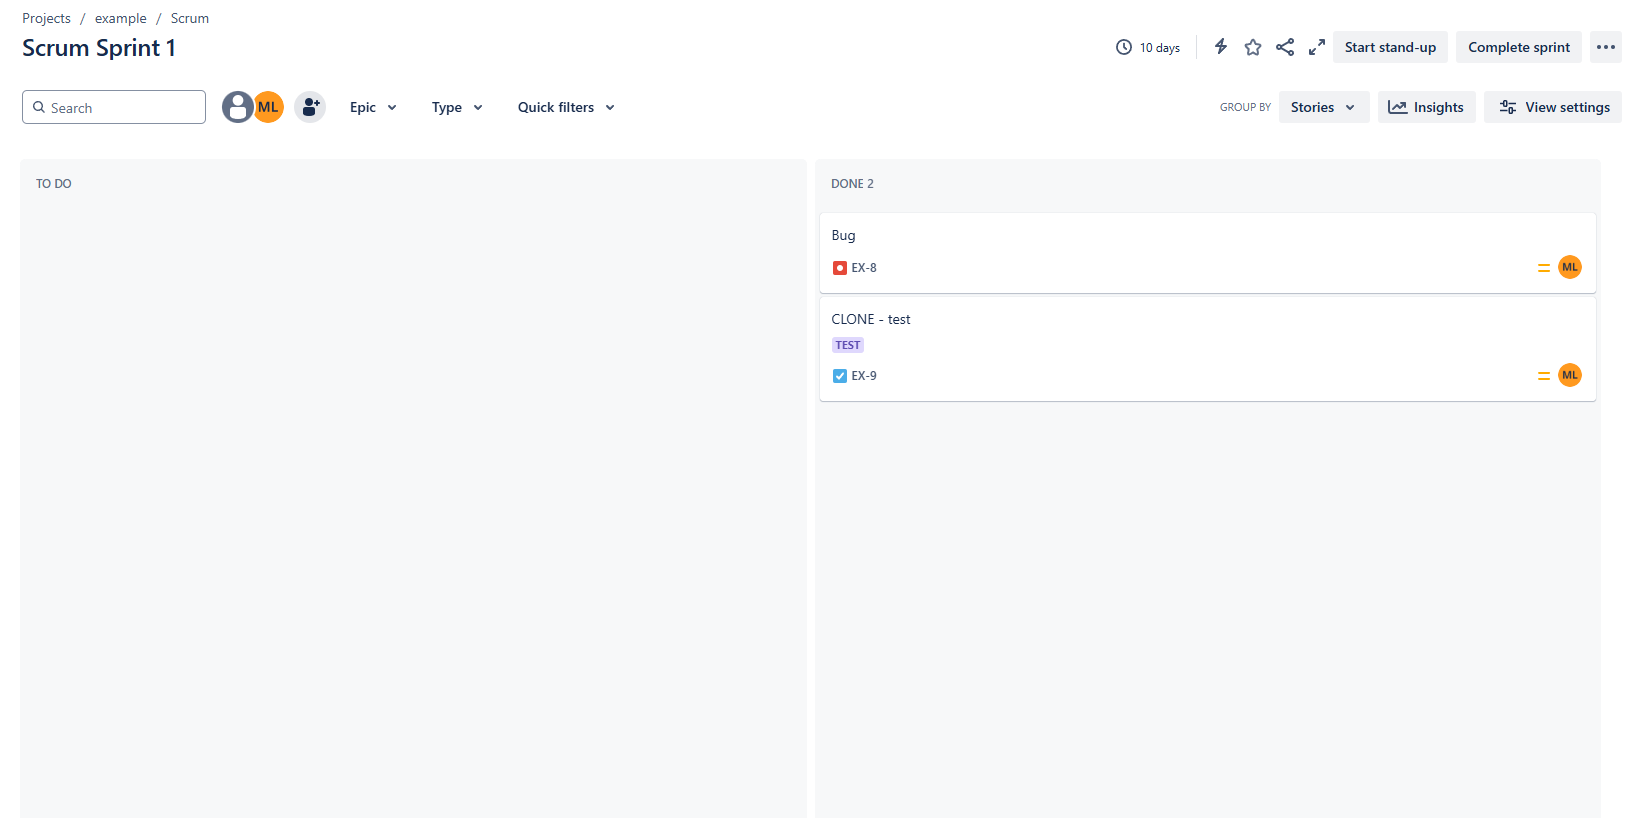 Projects / example / Scrum
Scrum Sprint 1
10 days
Start stand-up
Complete sprint
Search
ML
Epic
Type
Quick filters
GROUP BY
Stories
Insights
View settings
TO DO
DONE 2
Bug
EX-8
ML
CLONE - test
TEST
EX-9
ML